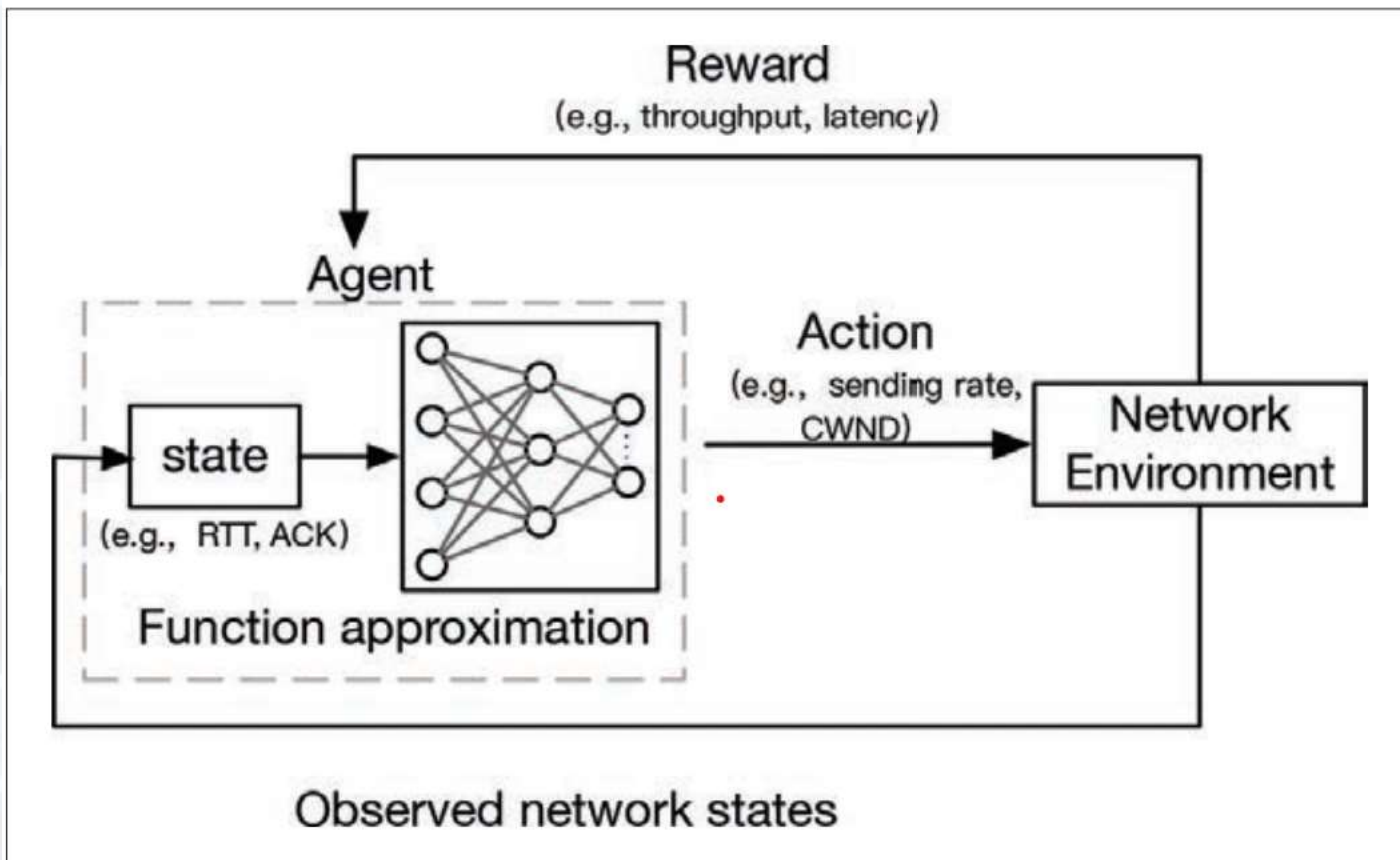 Reward
(e.g., throughput, latency)
Agent
Action
(e.g., sending rate,
CWND)
Network
Environment
state
(e.g., RTT, ACK)
Function approximation
Observed network states